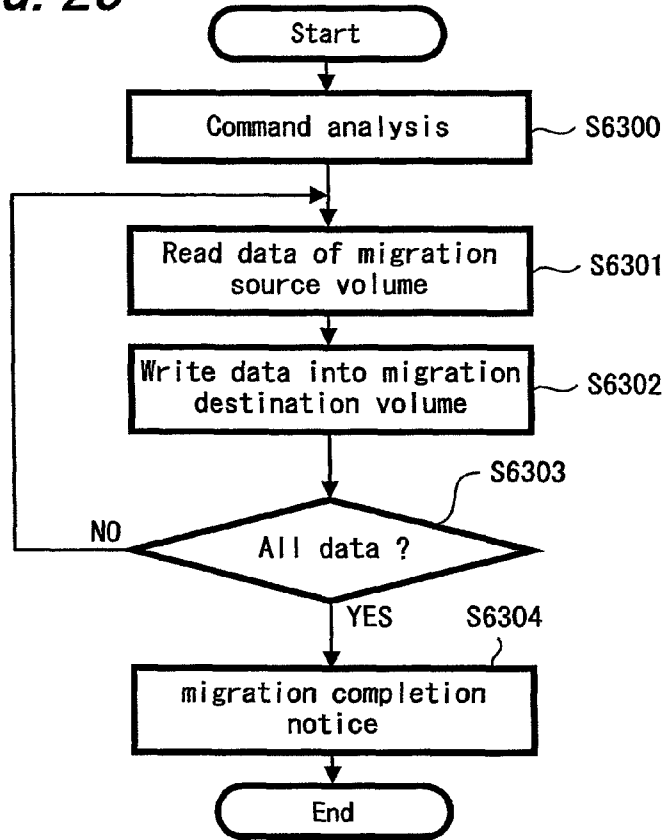 Start
Command analysis
S6300
Read data of migration
source volume
S6301
Write data into migration
destination volume
S6302
S6303
All data ?
NO
YES
S6304
migration completion
notice
End